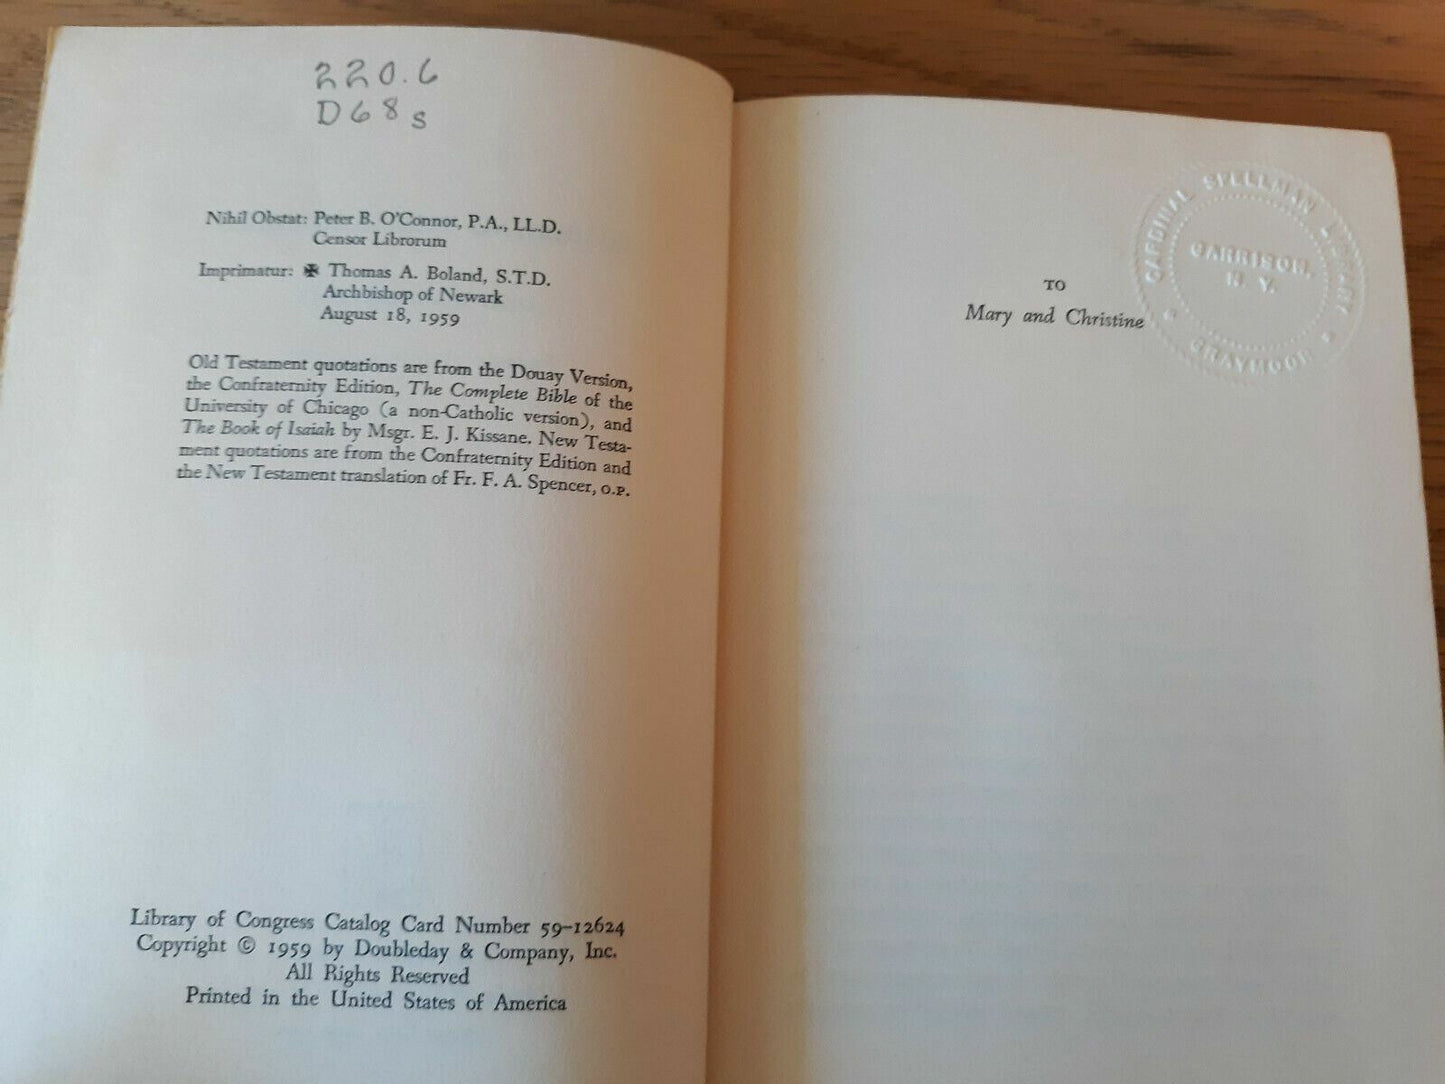 220.6
D68s
Nihil Obstat: Peter B. O'Connor, P.A., LL.D.
Censor Librorum
Imprimatur: ✠ Thomas A. Boland, S.T.D.
Archbishop of Newark
August 18, 1959
Old Testament quotations are from the Douay Version,
the Confraternity Edition, The Complete Bible of the
University of Chicago (a non-Catholic version), and
The Book of Isaiah by Msgr. E. J. Kissane. New Testa-
ment quotations are from the Confraternity Edition and
the New Testament translation of Fr. F. A. Spencer, O.P.
Library of Congress Catalog Card Number 59–12624
Copyright © 1959 by Doubleday & Company, Inc.
All Rights Reserved
Printed in the United States of America
TO
Mary and Christine
CARDINAL SPELLMAN LIBRARY
GARRISON,
N. Y.
GRAYMOOR